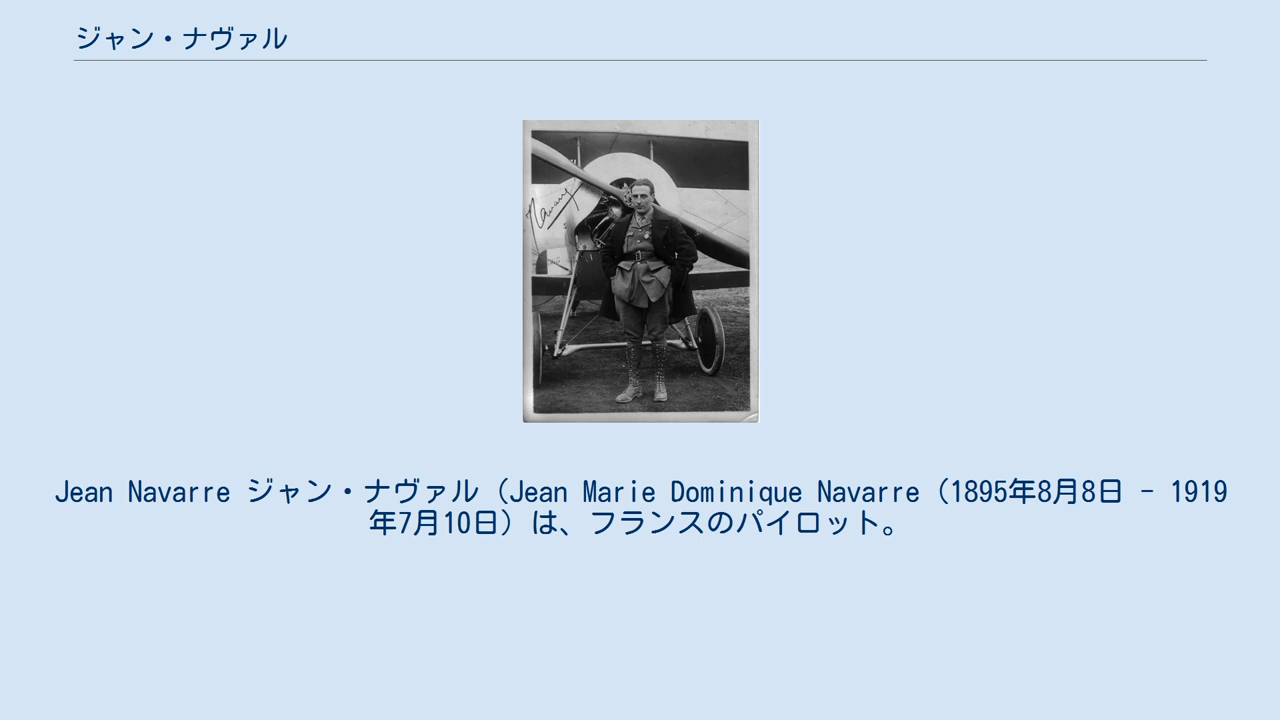 ジャン・ナヴァル
Navarre
Jean Navarre ジャン・ナヴァル（Jean Marie Dominique Navarre（1895年8月8日 - 1919
年7月10日）は、フランスのパイロット。